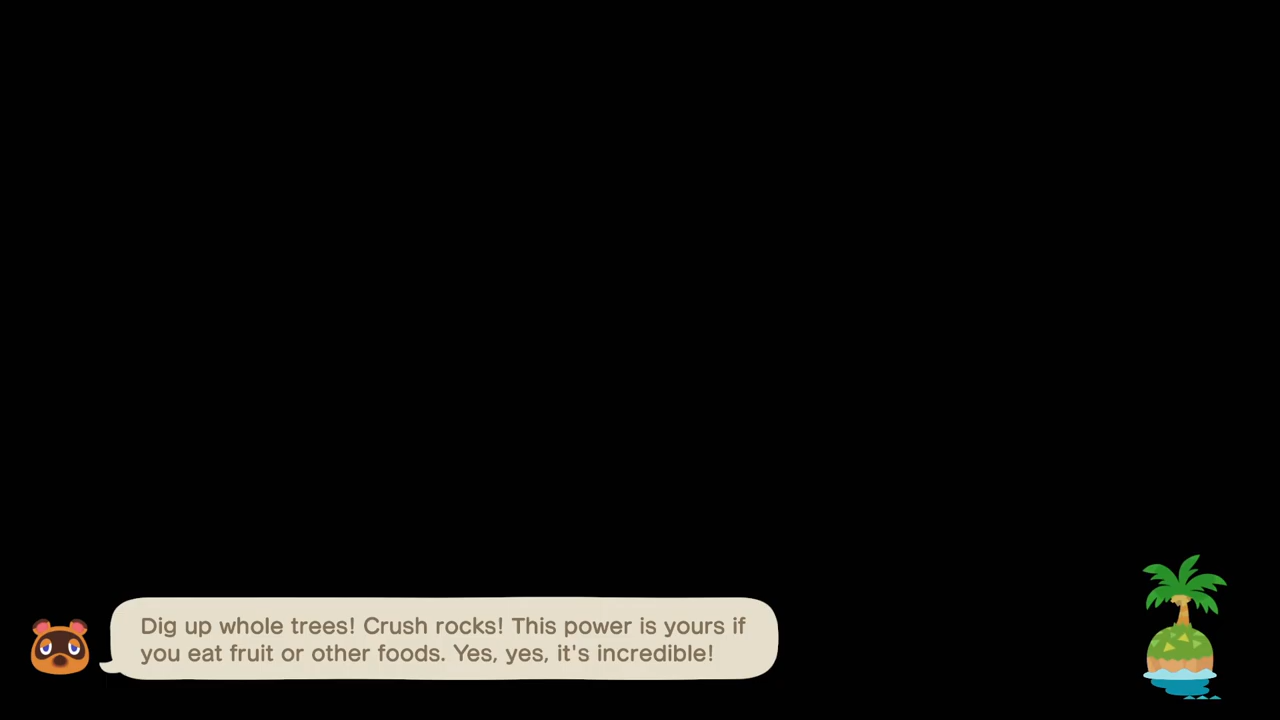 Dig up whole trees! Crush rocks! This power is yours if
you eat fruit or other foods. Yes, yes, it's incredible!